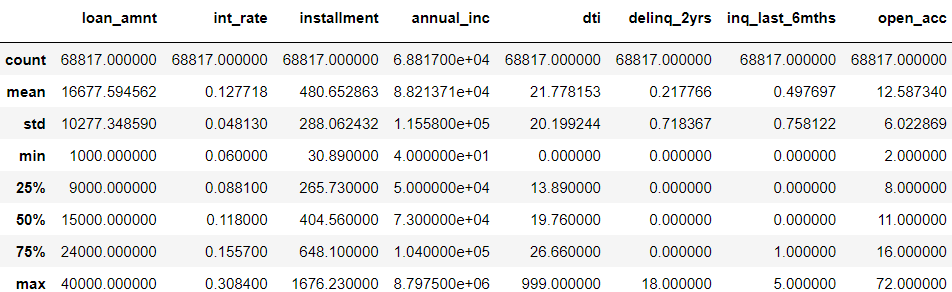 loan_amnt int_rate installment annual_inc dti delinq_2yrs inq_last_6mths open_acc
count 68817.000000 68817.000000 68817.000000 6.881700e+04 68817.000000 68817.000000 68817.000000 68817.000000
mean 16677.594562 0.127718 480.652863 8.821371e+04 21.778153 0.217766 0.497697 12.587340
std 10277.348590 0.048130 288.062432 1.155800e+05 20.199244 0.718367 0.758122 6.022869
min 1000.000000 0.060000 30.890000 4.000000e+01 0.000000 0.000000 0.000000 2.000000
25% 9000.000000 0.088100 265.730000 5.000000e+04 13.890000 0.000000 0.000000 8.000000
50% 15000.000000 0.118000 404.560000 7.300000e+04 19.760000 0.000000 0.000000 11.000000
75% 24000.000000 0.155700 648.100000 1.040000e+05 26.660000 0.000000 1.000000 16.000000
max 40000.000000 0.308400 1676.230000 8.797500e+06 999.000000 18.000000 5.000000 72.000000